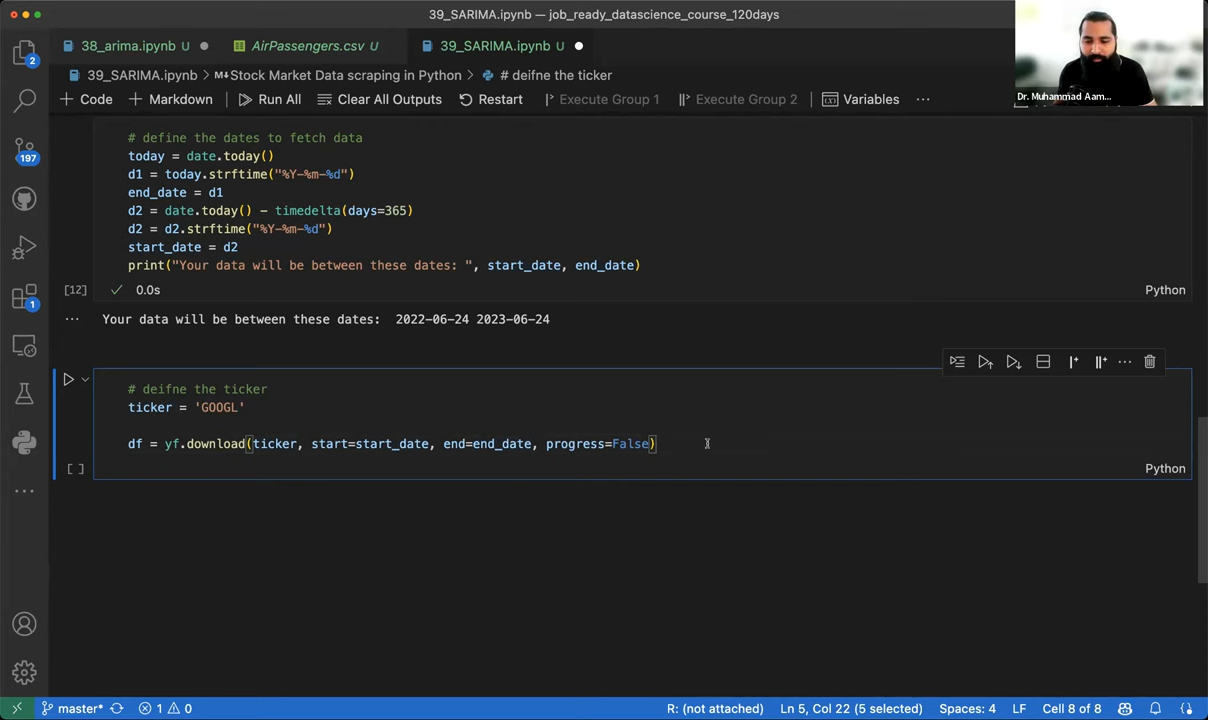 39_SARIMA.ipynb — job_ready_datascience_course_120days
38_arima.ipynb U
AirPassengers.csv U
39_SARIMA.ipynb U
39_SARIMA.ipynb > M↓Stock Market Data scraping in Python > # deifne the ticker
+ Code + Markdown Run All Clear All Outputs Restart Execute Group 1 Execute Group 2 Variables ...
Dr. Muhammad Aam...
2
197
1
# define the dates to fetch data
today = date.today()
d1 = today.strftime("%Y-%m-%d")
end_date = d1
d2 = date.today() - timedelta(days=365)
d2 = d2.strftime("%Y-%m-%d")
start_date = d2
print("Your data will be between these dates: ", start_date, end_date)
[12] 0.0s Python
... Your data will be between these dates:  2022-06-24 2023-06-24
# deifne the ticker
ticker = 'GOOGL'
df = yf.download(ticker, start=start_date, end=end_date, progress=False)
[ ] Python
master* 1 0 R: (not attached) Ln 5, Col 22 (5 selected) Spaces: 4 LF Cell 8 of 8